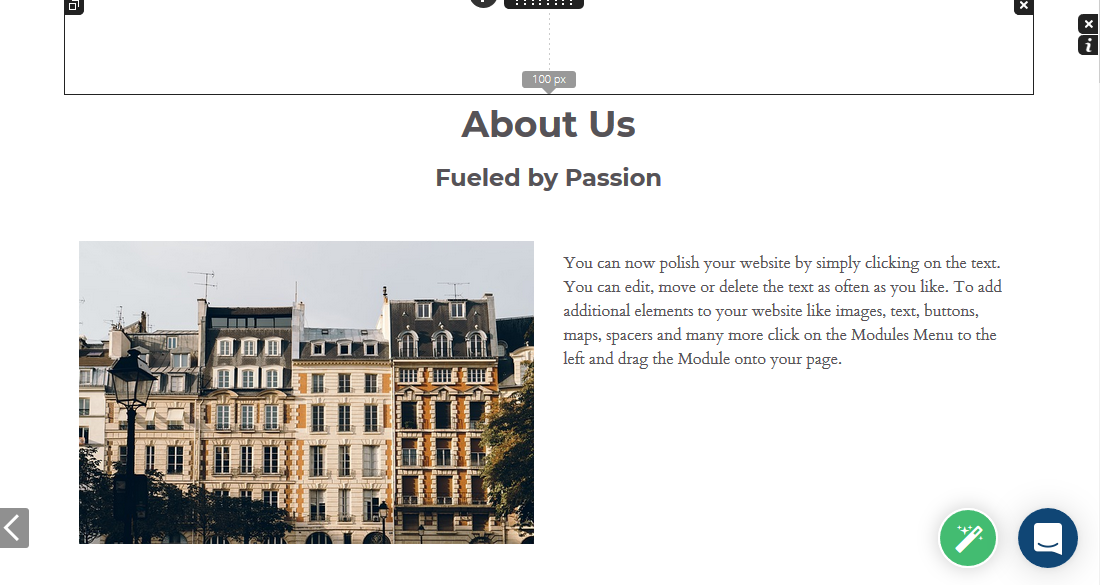 100 px
About Us
Fueled by Passion
You can now polish your website by simply clicking on the text.
You can edit, move or delete the text as often as you like. To add
additional elements to your website like images, text, buttons,
maps, spacers and many more click on the Modules Menu to the
left and drag the Module onto your page.